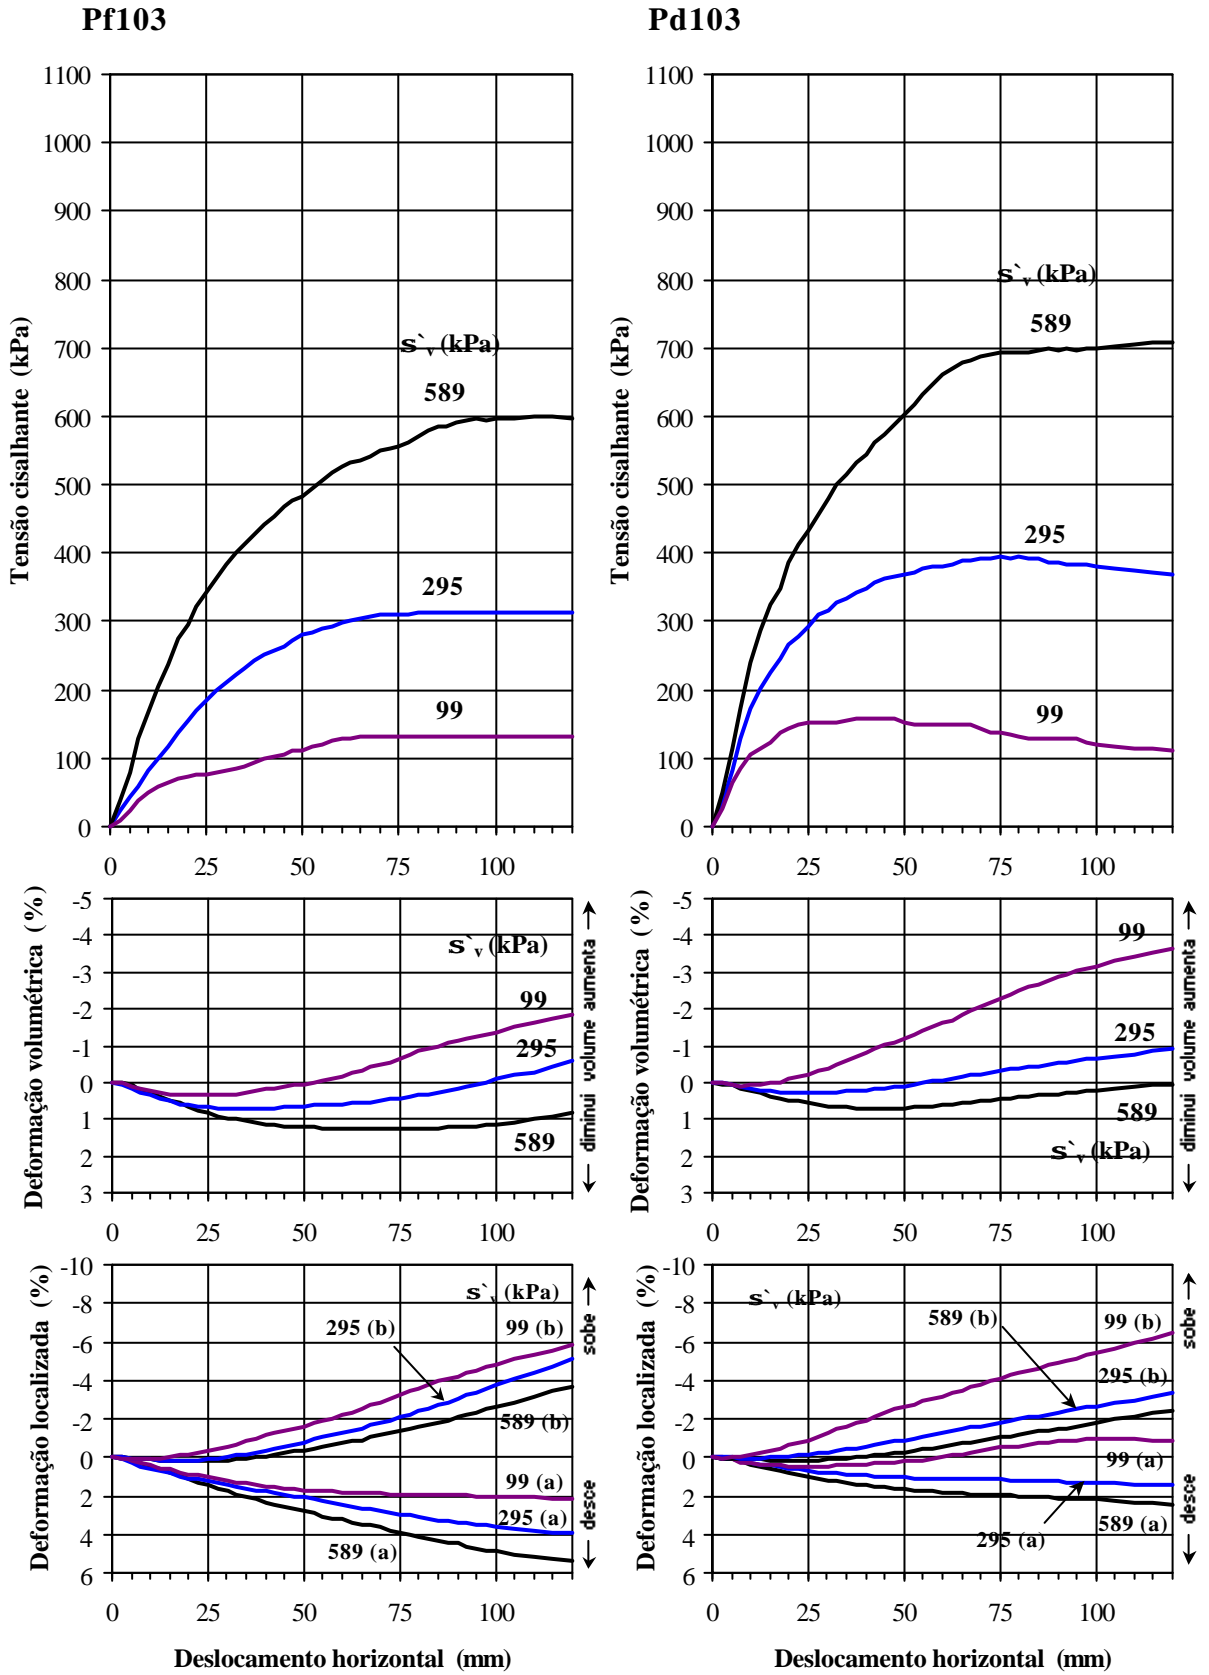 Pf103
Pd103
1100
1000
900
800
700
600
500
400
300
200
100
0
Tensão cisalhante (kPa)
s`v (kPa)
589
295
99
0 25 50 75 100
1100
1000
900
800
700
600
500
400
300
200
100
0
Tensão cisalhante (kPa)
s`v (kPa)
589
295
99
0 25 50 75 100
-5
-4
-3
-2
-1
0
1
2
3
Deformação volumétrica (%)
s`v (kPa)
99
295
589
diminui volume aumenta
0 25 50 75 100
-5
-4
-3
-2
-1
0
1
2
3
Deformação volumétrica (%)
99
295
589
s`v (kPa)
diminui volume aumenta
0 25 50 75 100
-10
-8
-6
-4
-2
0
2
4
6
Deformação localizada (%)
s`v (kPa)
295 (b)
99 (b)
589 (b)
99 (a)
295 (a)
589 (a)
sobe
desce
0 25 50 75 100
Deslocamento horizontal (mm)
-10
-8
-6
-4
-2
0
2
4
6
Deformação localizada (%)
s`v (kPa)
589 (b)
99 (b)
295 (b)
99 (a)
589 (a)
295 (a)
sobe
desce
0 25 50 75 100
Deslocamento horizontal (mm)